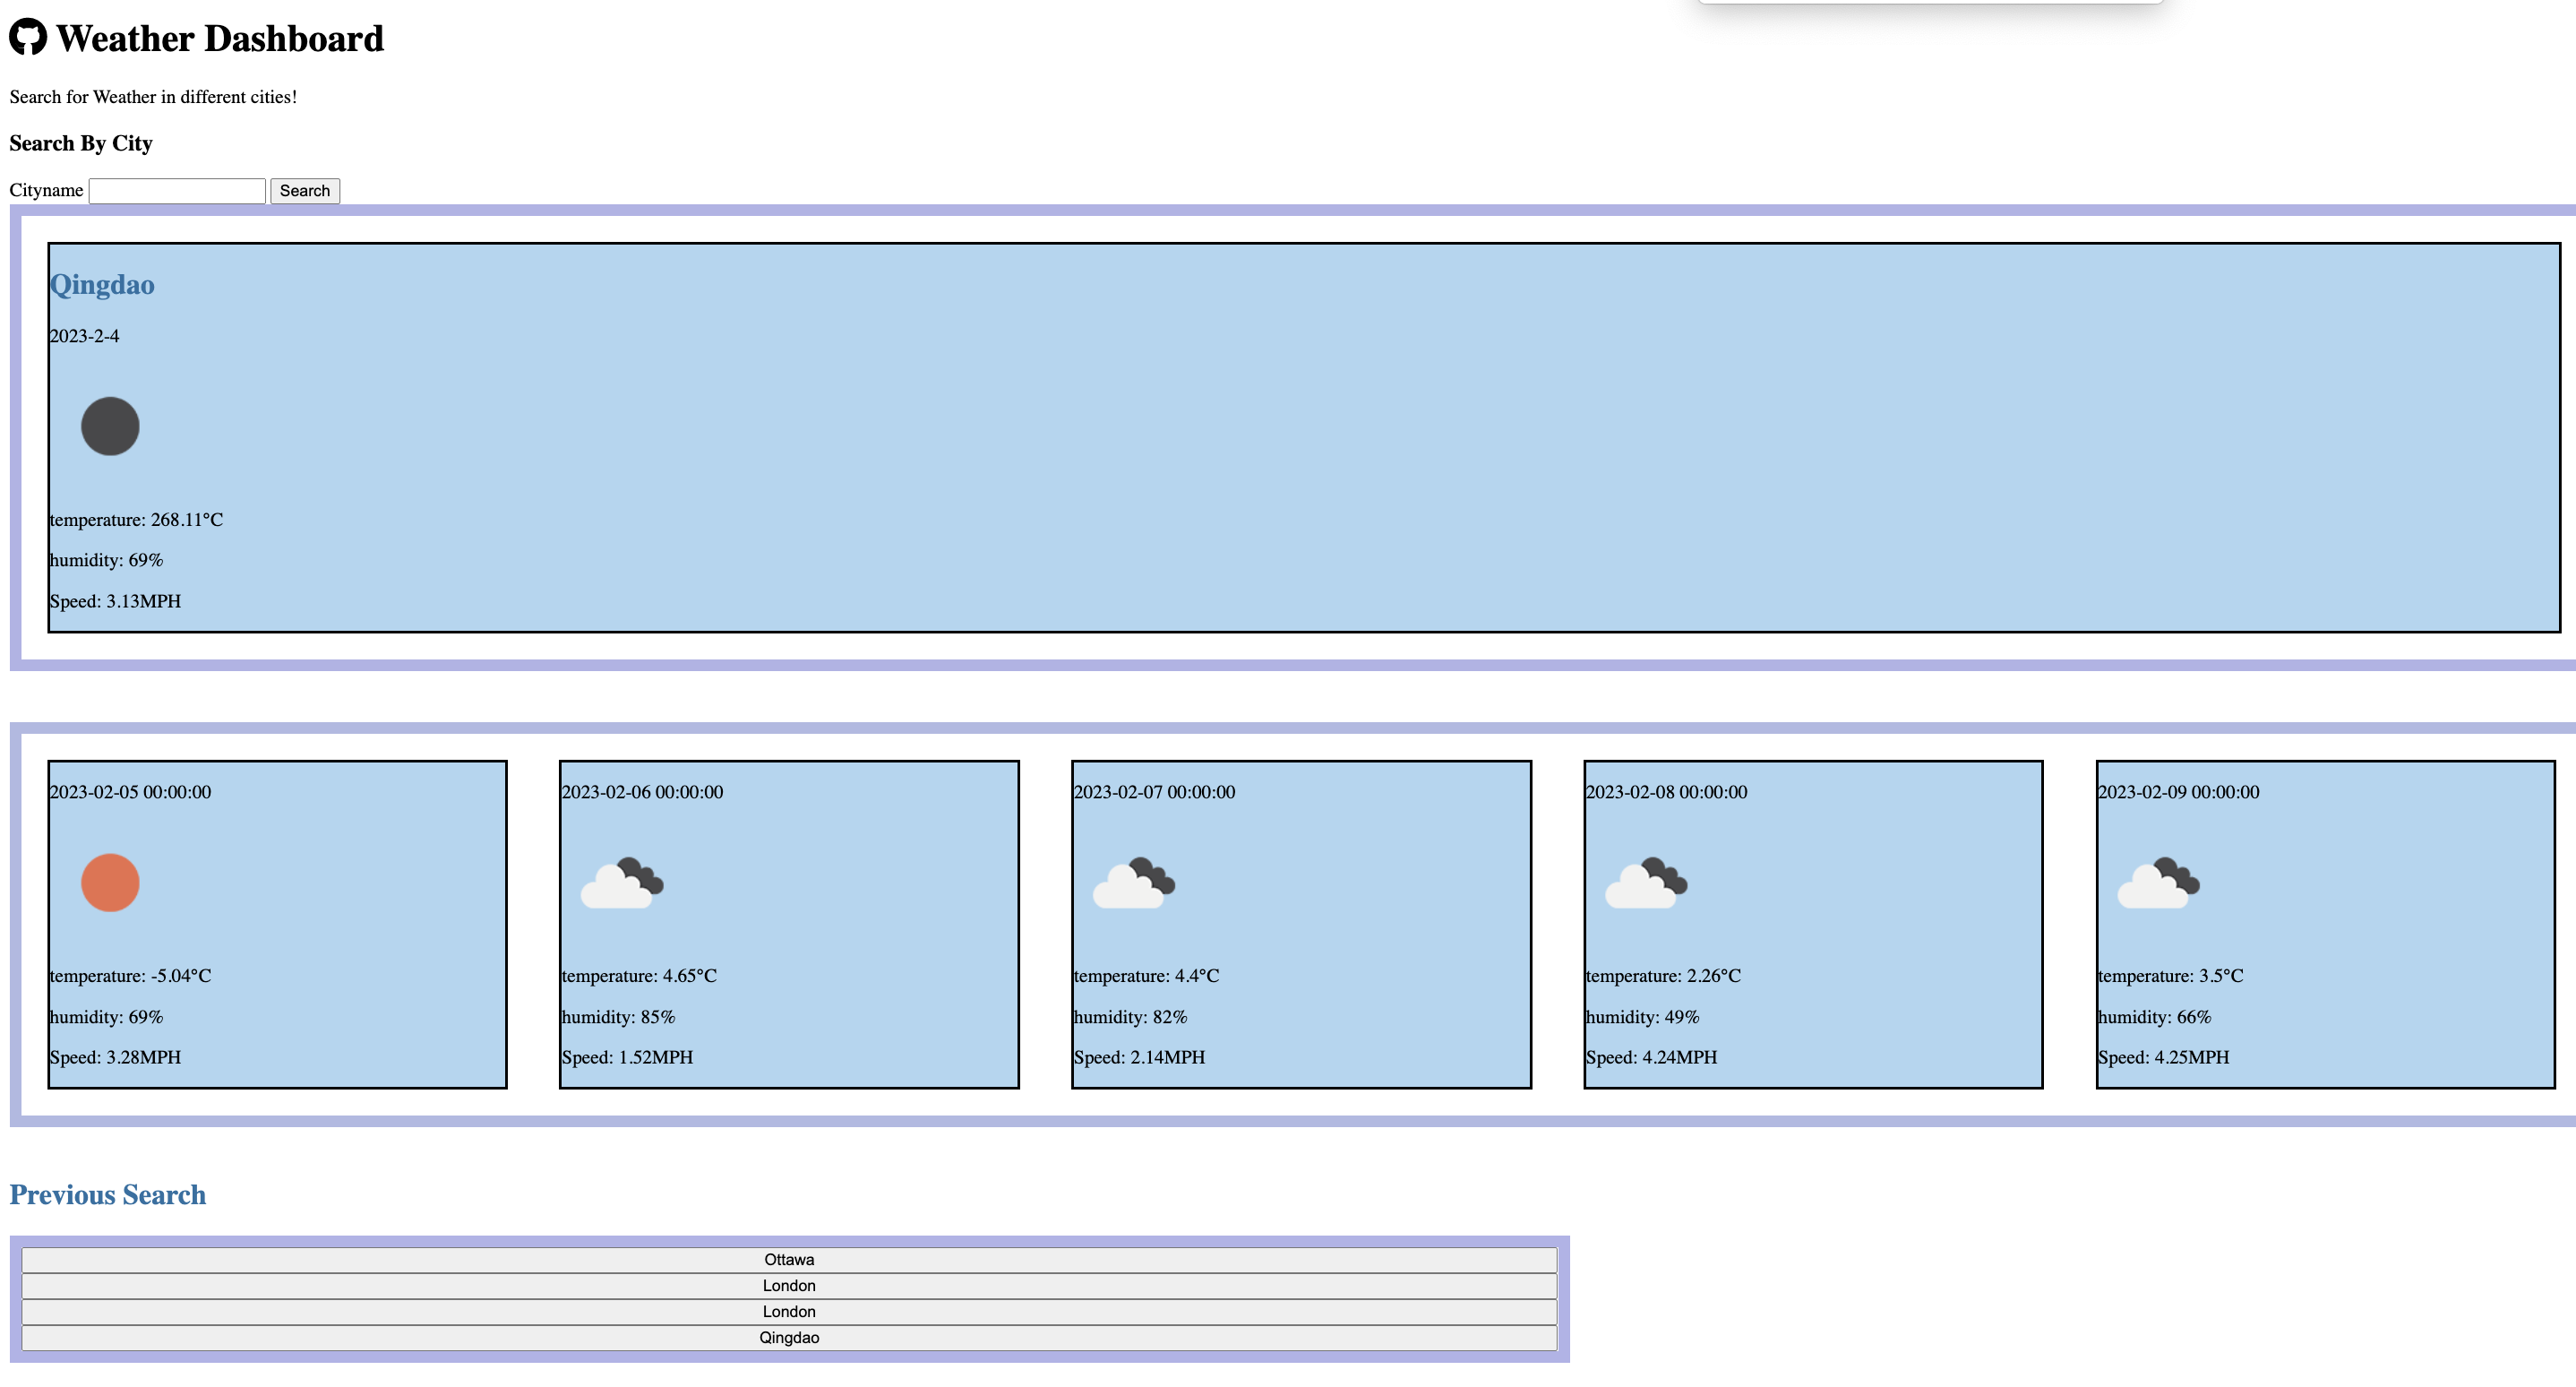 Weather Dashboard
Search for Weather in different cities!
Search By City
Cityname Search
Qingdao
2023-2-4
temperature: 268.11°C
humidity: 69%
Speed: 3.13MPH
2023-02-05 00:00:00
temperature: -5.04°C
humidity: 69%
Speed: 3.28MPH
2023-02-06 00:00:00
temperature: 4.65°C
humidity: 85%
Speed: 1.52MPH
2023-02-07 00:00:00
temperature: 4.4°C
humidity: 82%
Speed: 2.14MPH
2023-02-08 00:00:00
temperature: 2.26°C
humidity: 49%
Speed: 4.24MPH
2023-02-09 00:00:00
temperature: 3.5°C
humidity: 66%
Speed: 4.25MPH
Previous Search
Ottawa
London
London
Qingdao